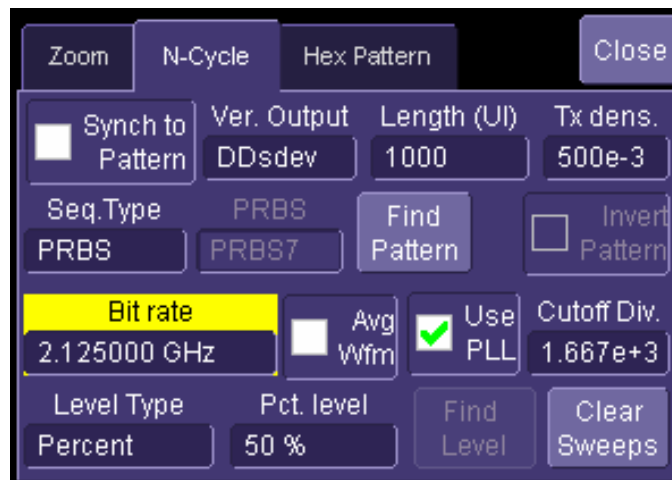 Zoom N-Cycle Hex Pattern Close
Synch to Pattern Ver. Output Length (UI) Tx dens.
DDsdev 1000 500e-3
Seq.Type PRBS Find Pattern Invert Pattern
PRBS PRBS7
Bit rate Avg Wfm Use PLL Cutoff Div.
2.125000 GHz 1.667e+3
Level Type Pct. level Find Level Clear Sweeps
Percent 50 %